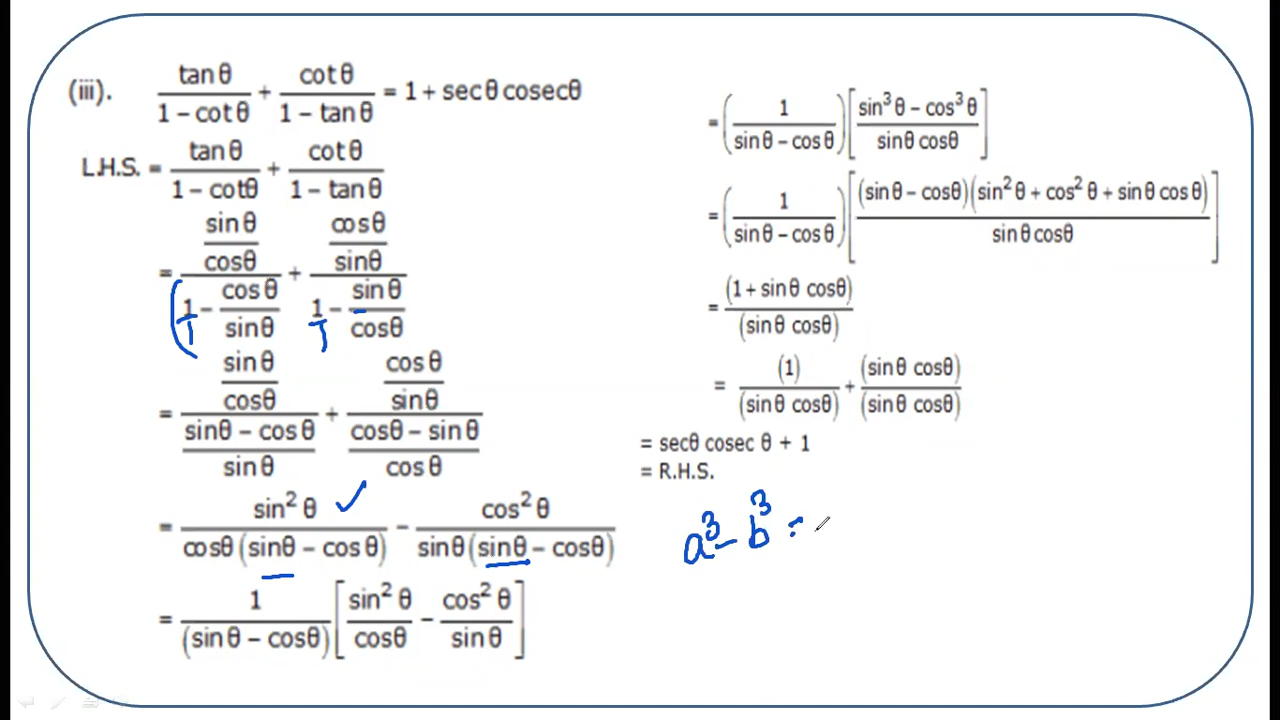 (iii). tanθ/(1 − cotθ) + cotθ/(1 − tanθ) = 1 + secθ cosecθ
L.H.S. = tanθ/(1 − cotθ) + cotθ/(1 − tanθ)
= (sinθ/cosθ)/(1/1 − cosθ/sinθ) + (cosθ/sinθ)/(1/1 − sinθ/cosθ)
= (sinθ/cosθ)/((sinθ − cosθ)/sinθ) + (cosθ/sinθ)/((cosθ − sinθ)/cosθ)
= sin²θ/(cosθ(sinθ − cosθ)) − cos²θ/(sinθ(sinθ − cosθ))
= 1/(sinθ − cosθ) [sin²θ/cosθ − cos²θ/sinθ]
= (1/(sinθ − cosθ)) [(sin³θ − cos³θ)/(sinθ cosθ)]
= (1/(sinθ − cosθ)) [(sinθ − cosθ)(sin²θ + cos²θ + sinθ cosθ)/(sinθ cosθ)]
= (1 + sinθ cosθ)/(sinθ cosθ)
= (1)/(sinθ cosθ) + (sinθ cosθ)/(sinθ cosθ)
= secθ cosec θ + 1
= R.H.S.
a³ − b³ =